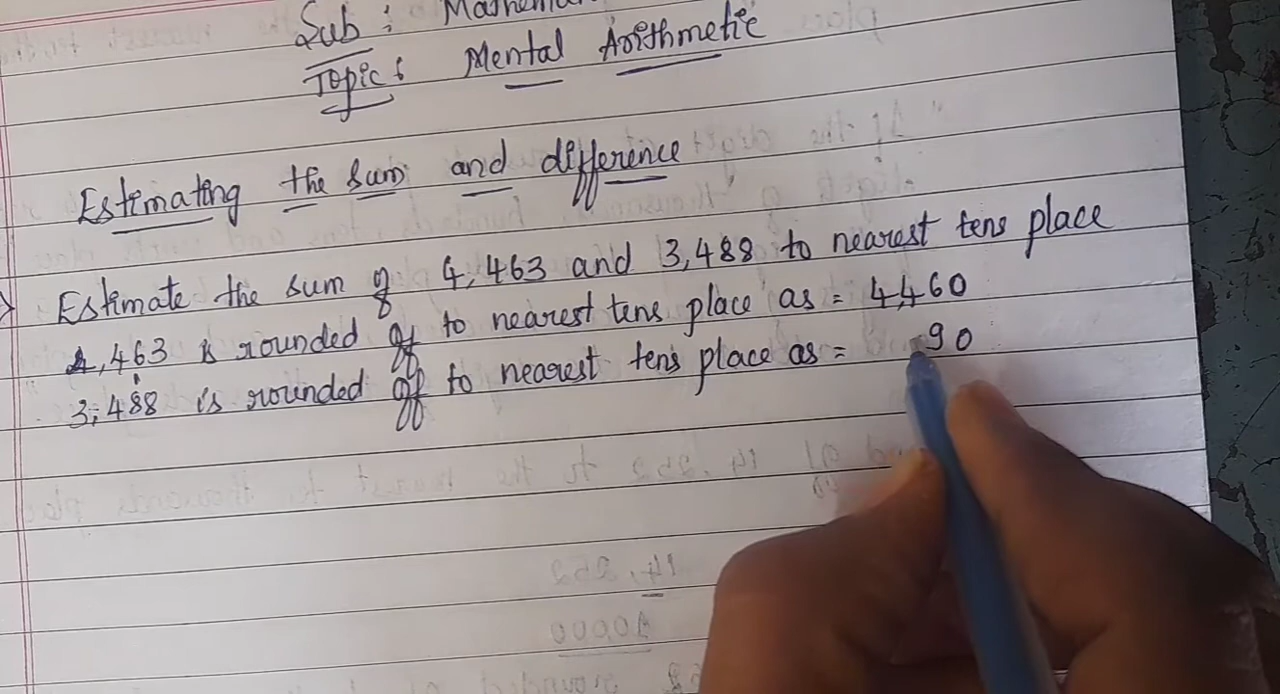 Sub :
Topic : Mental Arithmetic
Estimating the sum and difference
Estimate the sum of 4,463 and 3,488 to nearest tens place
4,463 is rounded off to nearest tens place as = 4,460
3,488 is rounded off to nearest tens place as = 90